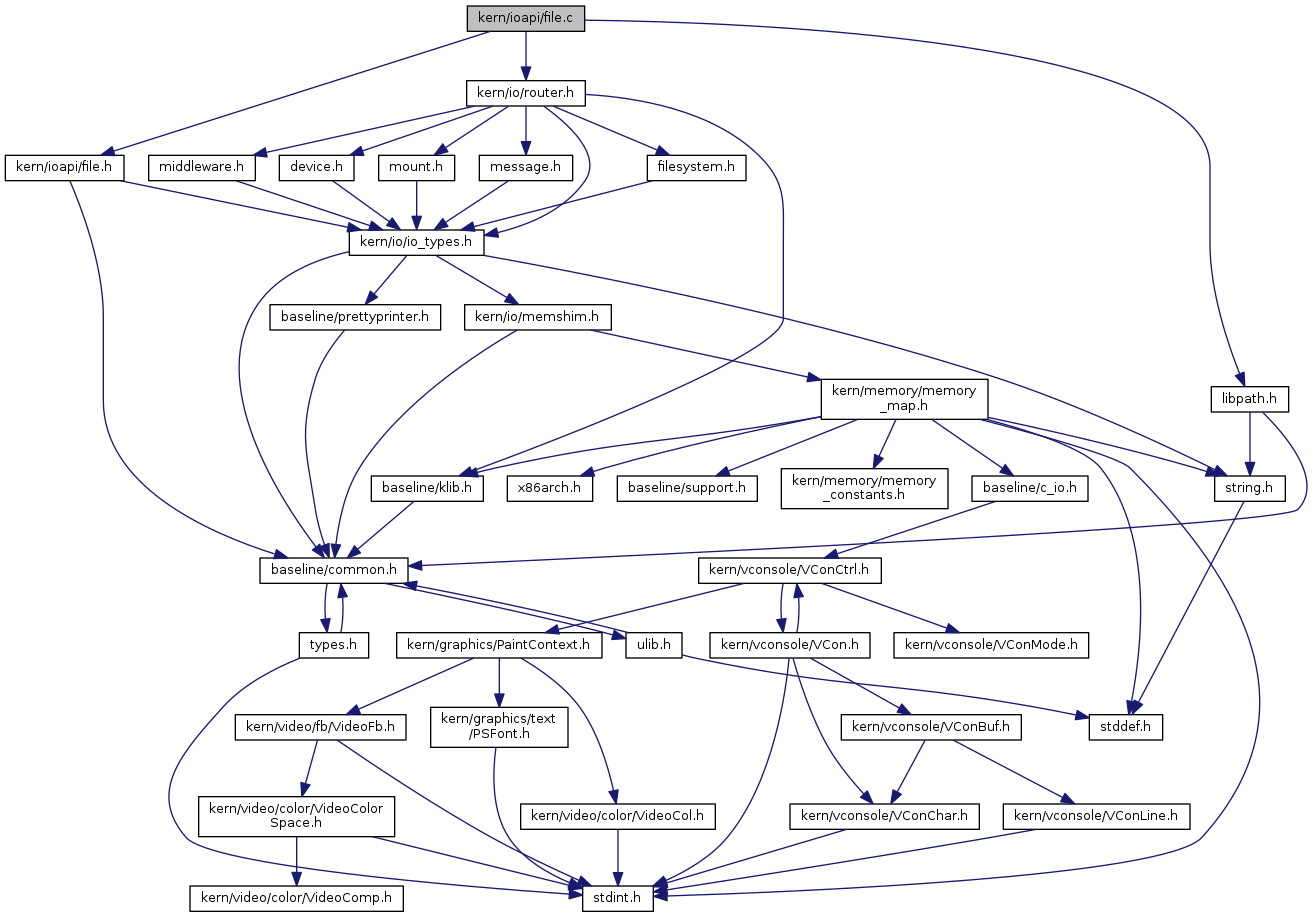 kern/ioapi/file.c
kern/io/router.h
kern/ioapi/file.h
middleware.h
device.h
mount.h
message.h
filesystem.h
kern/io/io_types.h
baseline/prettyprinter.h
kern/io/memshim.h
kern/memory/memory
_map.h
libpath.h
baseline/klib.h
x86arch.h
baseline/support.h
kern/memory/memory
_constants.h
baseline/c_io.h
string.h
baseline/common.h
kern/vconsole/VConCtrl.h
types.h
kern/graphics/PaintContext.h
ulib.h
kern/vconsole/VCon.h
kern/vconsole/VConMode.h
kern/video/fb/VideoFb.h
kern/graphics/text
/PSFont.h
kern/vconsole/VConBuf.h
stddef.h
kern/video/color/VideoColor
Space.h
kern/video/color/VideoCol.h
kern/vconsole/VConChar.h
kern/vconsole/VConLine.h
kern/video/color/VideoComp.h
stdint.h